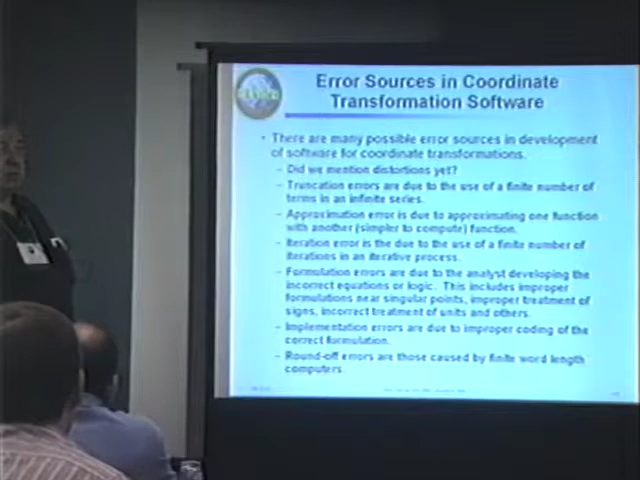 Error Sources in Coordinate
Transformation Software
• There are many possible error sources in development
of software for coordinate transformations.
– Did we mention distortions yet?
– Truncation errors are due to the use of a finite number of
terms in an infinite series.
– Approximation error is due to approximating one function
with another (simpler to compute) function.
– Iteration error is the due to the use of a finite number of
iterations in an iterative process.
– Formulation errors are due to the analyst developing the
incorrect equations or logic. This includes improper
formulations near singular points, improper treatment of
signs, incorrect treatment of units and others.
– Implementation errors are due to improper coding of the
correct formulation.
– Round-off errors are those caused by finite word length
computers.